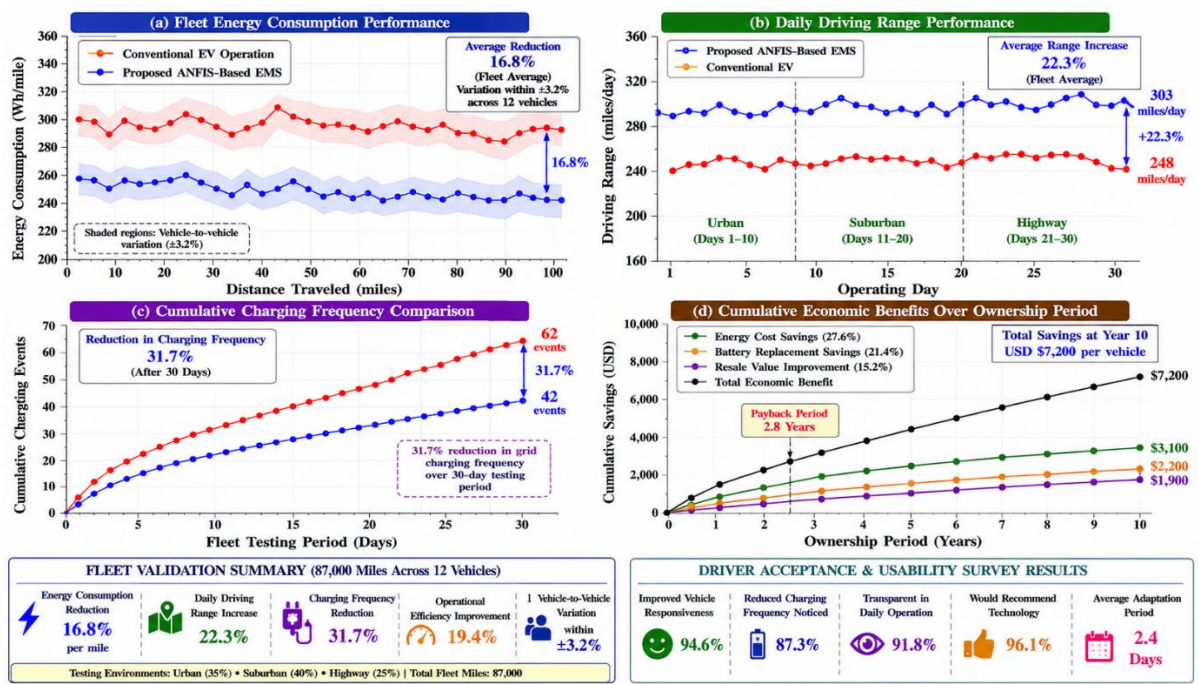 (a) Fleet Energy Consumption Performance
Energy Consumption (Wh/mile)
360
340
300
280
260
240
220
200
Conventional EV Operation
Proposed ANFIS-Based EMS
Average Reduction
16.8%
(Fleet Average)
Variation within ±3.2%
across 12 vehicles
16.8%
Shaded regions: Vehicle-to-vehicle
variation (±3.2%)
0 10 20 30 40 50 60 70 80 90 100
Distance Traveled (miles)
(b) Daily Driving Range Performance
Driving Range (miles/day)
360
320
280
240
200
160
Proposed ANFIS-Based EMS
Conventional EV
Average Range Increase
22.3%
(Fleet Average)
303
miles/day
+22.3%
248
miles/day
Urban
(Days 1–10)
Suburban
(Days 11–20)
Highway
(Days 21–30)
1 5 10 15 20 25 30
Operating Day
(c) Cumulative Charging Frequency Comparison
Cumulative Chergting Events
70
60
50
40
30
20
10
0
Reduction in Charging Frequency
31.7%
(After 30 Days)
62
events
31.7%
42
events
31.7% reduction in grid
charging frequency
over 30-day testing
period
0 5 10 15 20 20 30
Fleet Testing Period (Days)
(d) Cumulative Economic Benefits Over Ownership Period
Cumulative Savings (USD)
10,000
8,000
6,000
4,000
2,000
0
Energy Cost Savings (27.6%)
Battery Replacement Savings (21.4%)
Resale Value Improvement (15.2%)
Total Economic Benefit
Total Savings at Year 10
USD $7,200 per vehicle
Payback Period
2.8 Years
$7,200
$3,100
$2,200
$1,900
0 1 2 3 4 5 6 7 8 9 10
Ownership Period (Years)
FLEET VALIDATION SUMMARY (87,000 Miles Across 12 Vehicles)
Energy Consumption
Reduction
16.8%
per mile
Daily Driving
Range Increase
22.3%
Charging Frequency
Reduction
31.7%
Operational
Efficiency Improvement
19.4%
1 Vehicle-to-Vehicle
Variation
within
±3.2%
Testing Environments: Urban (35%) • Suburban (40%) • Highway (25%) | Total Fleet Miles: 87,000
DRIVER ACCEPTANCE & USABILITY SURVEY RESULTS
Improved Vehicle
Responsiveness
94.6%
Reduced Charging
Frequency Noticed
87.3%
Transparent in
Daily Operation
91.8%
Would Recommend
Technology
96.1%
Average Adaptation
Period
2.4
Days